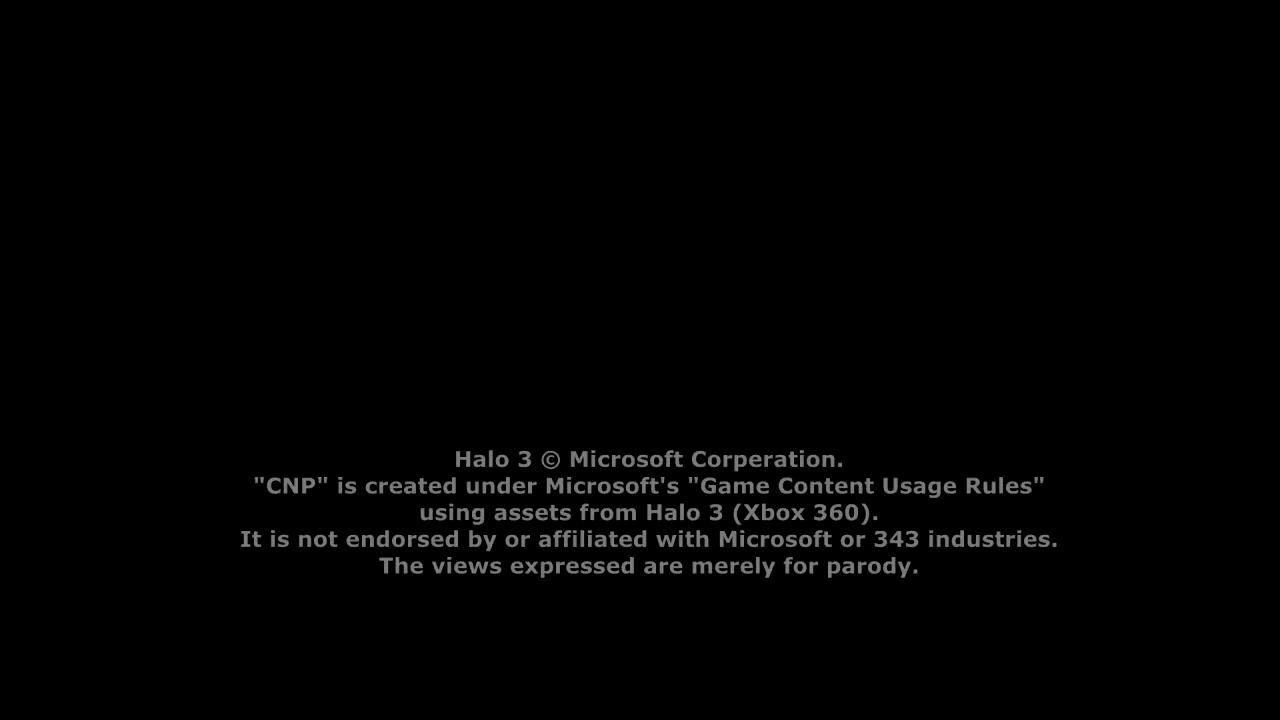 Halo 3 © Microsoft Corperation.
"CNP" is created under Microsoft's "Game Content Usage Rules"
using assets from Halo 3 (Xbox 360).
It is not endorsed by or affiliated with Microsoft or 343 industries.
The views expressed are merely for parody.